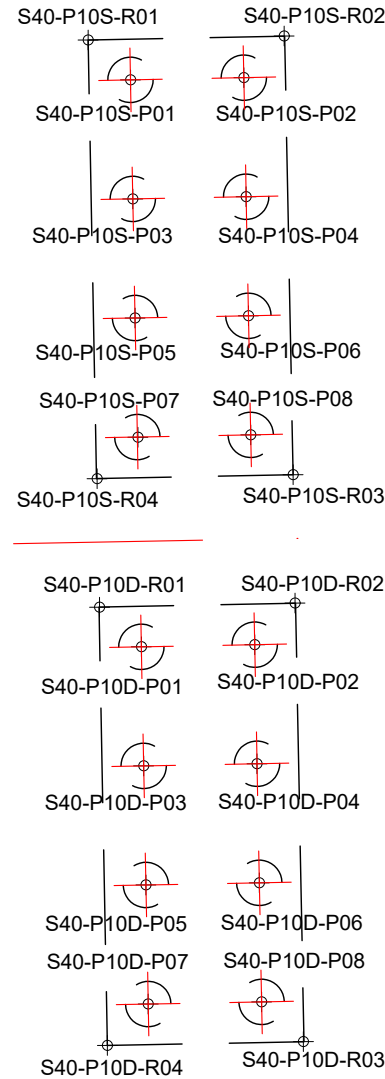 S40-P10S-R01 S40-P10S-R02
S40-P10S-P01 S40-P10S-P02
S40-P10S-P03 S40-P10S-P04
S40-P10S-P05 S40-P10S-P06
S40-P10S-P07 S40-P10S-P08
S40-P10S-R04 S40-P10S-R03
S40-P10D-R01 S40-P10D-R02
S40-P10D-P01 S40-P10D-P02
S40-P10D-P03 S40-P10D-P04
S40-P10D-P05 S40-P10D-P06
S40-P10D-P07 S40-P10D-P08
S40-P10D-R04 S40-P10D-R03